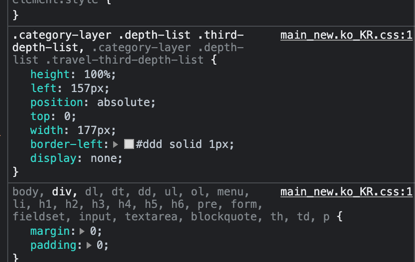 element.style {
}
.category-layer .depth-list .third- main_new.ko_KR.css:1
depth-list, .category-layer .depth-
list .travel-third-depth-list {
height: 100%;
left: 157px;
position: absolute;
top: 0;
width: 177px;
border-left: #ddd solid 1px;
display: none;
}
body, div, dl, dt, dd, ul, ol, menu, main_new.ko_KR.css:1
li, h1, h2, h3, h4, h5, h6, pre, form,
fieldset, input, textarea, blockquote, th, td, p {
margin: 0;
padding: 0;
}